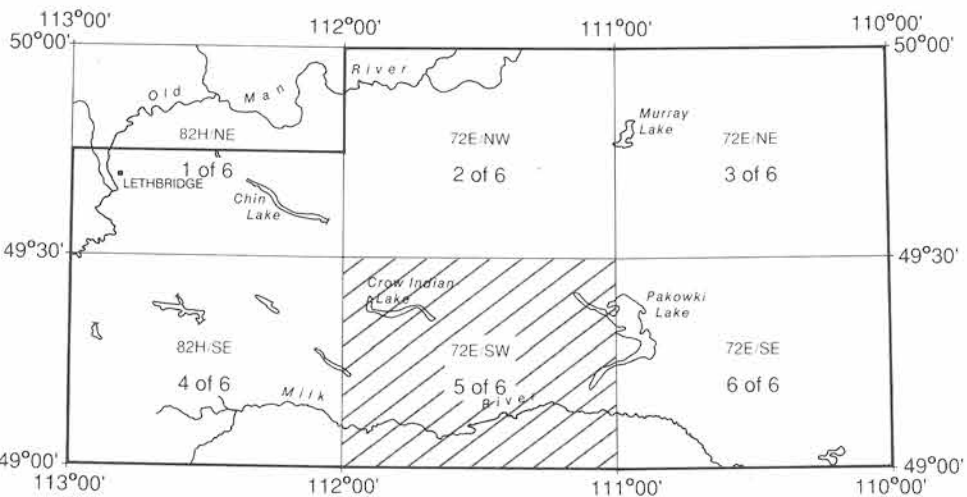 113°00' 112°00' 111°00' 110°00'
50°00' 50°00'
River
Old Man
Murray
Lake
82H/NE 72E/NW 72E/NE
1 of 6 2 of 6 3 of 6
LETHBRIDGE
Chin
Lake
49°30' 49°30'
Crow Indian
Lake
Pakowki
Lake
82H/SE 72E/SW 72E/SE
4 of 6 5 of 6 6 of 6
Milk River
49°00' 49°00'
113°00' 112°00' 111°00' 110°00'